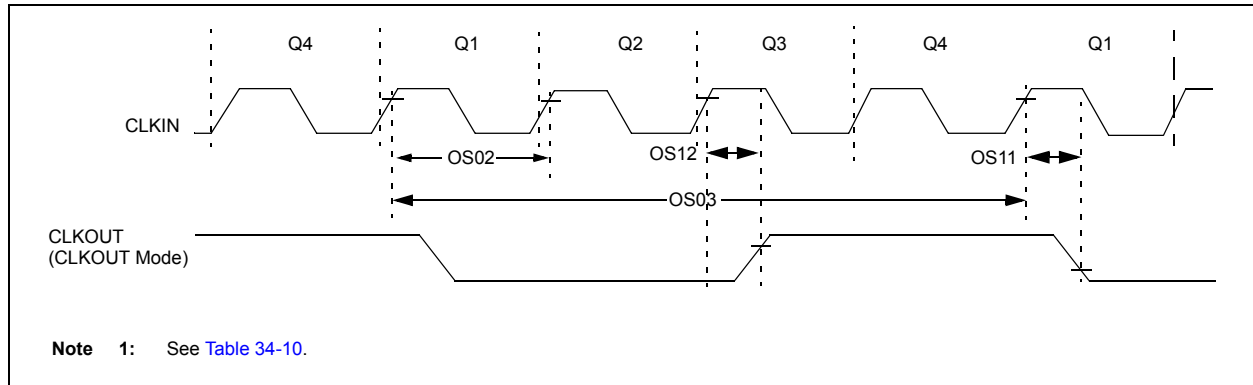 Q4 Q1 Q2 Q3 Q4 Q1
CLKIN
OS02
OS12
OS11
OS03
CLKOUT
(CLKOUT Mode)
Note 1: See Table 34-10.